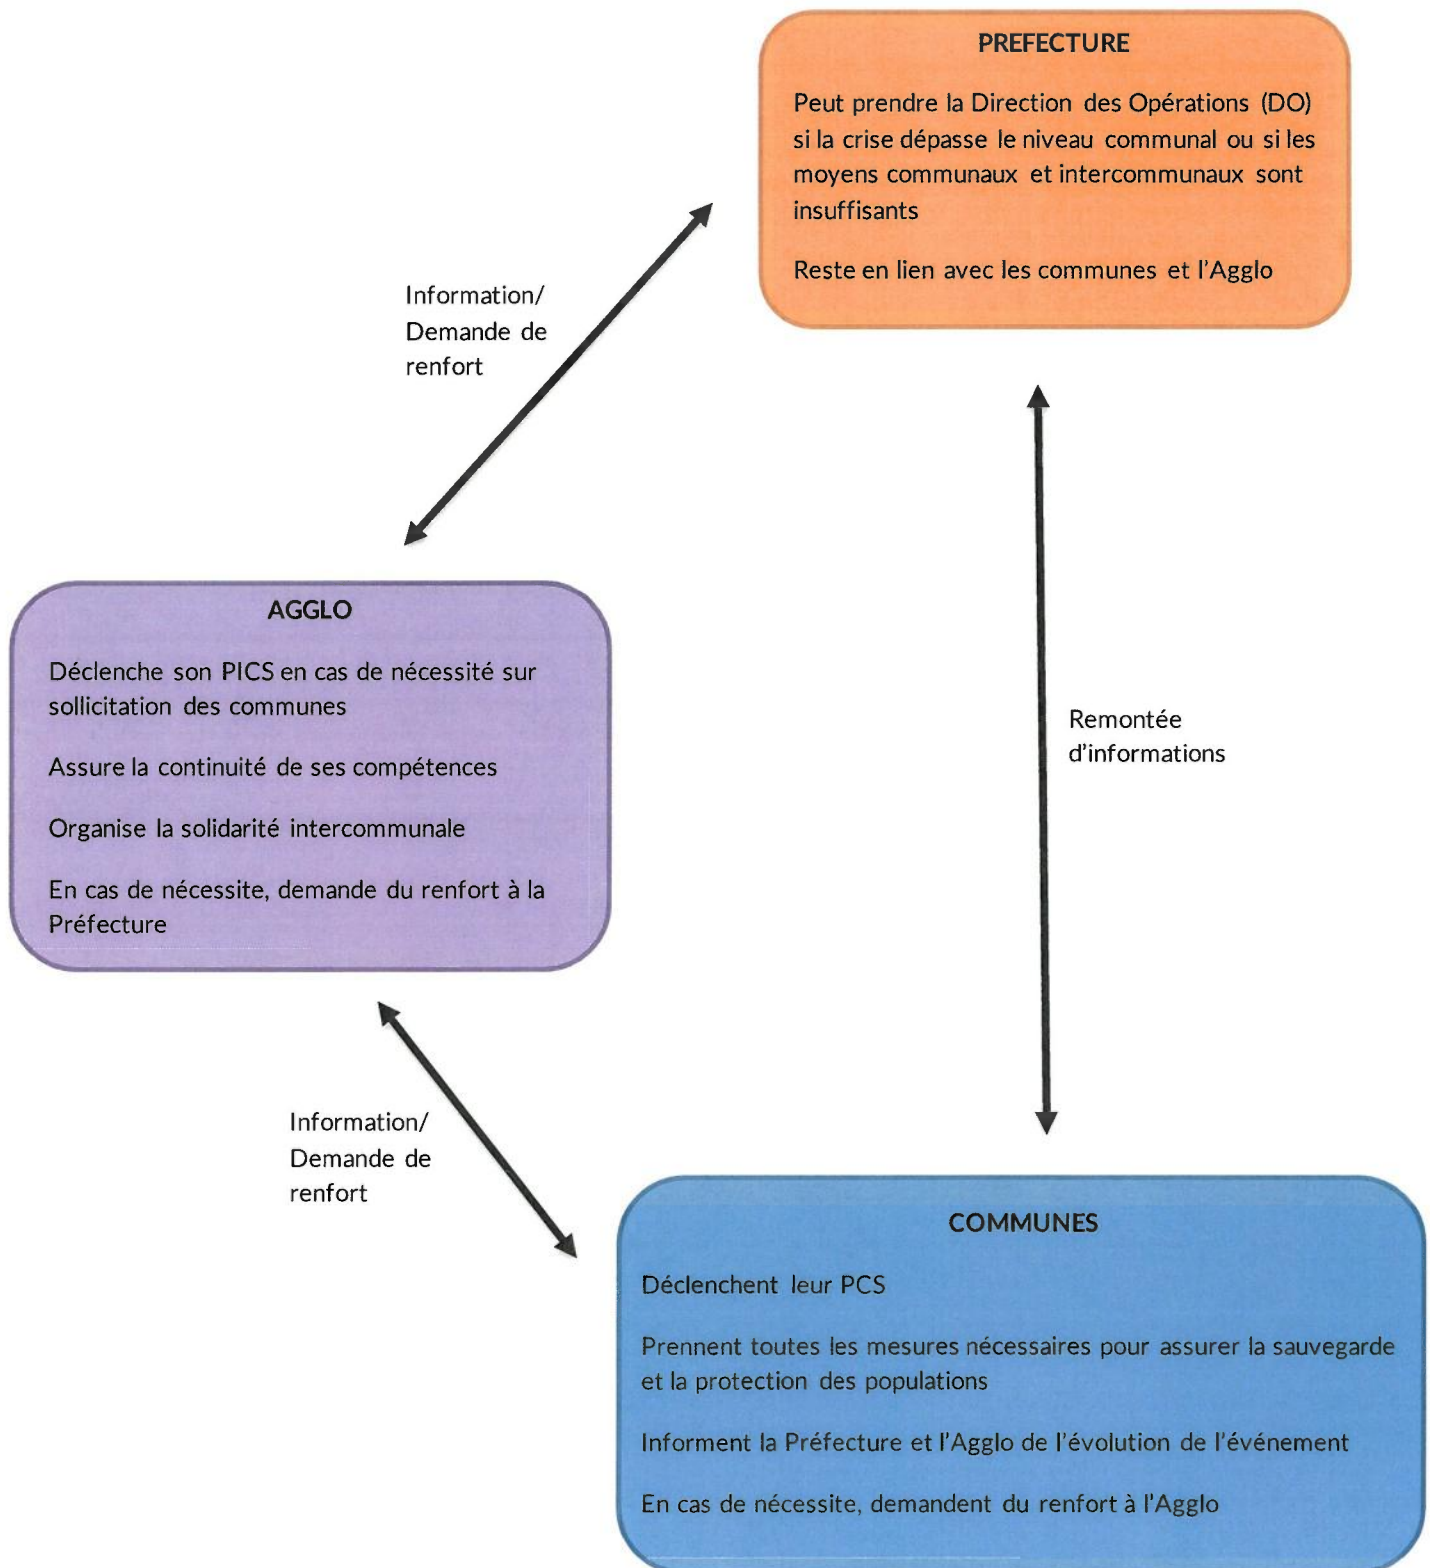 PREFECTURE
Peut prendre la Direction des Opérations (DO)
si la crise dépasse le niveau communal ou si les
moyens communaux et intercommunaux sont
insuffisants
Reste en lien avec les communes et l'Agglo
Information/
Demande de
renfort
AGGLO
Déclenche son PICS en cas de nécessité sur
sollicitation des communes
Assure la continuité de ses compétences
Organise la solidarité intercommunale
En cas de nécessite, demande du renfort à la
Préfecture
Remontée
d'informations
Information/
Demande de
renfort
COMMUNES
Déclenchent leur PCS
Prennent toutes les mesures nécessaires pour assurer la sauvegarde
et la protection des populations
Informent la Préfecture et l'Agglo de l'évolution de l'événement
En cas de nécessite, demandent du renfort à l'Agglo